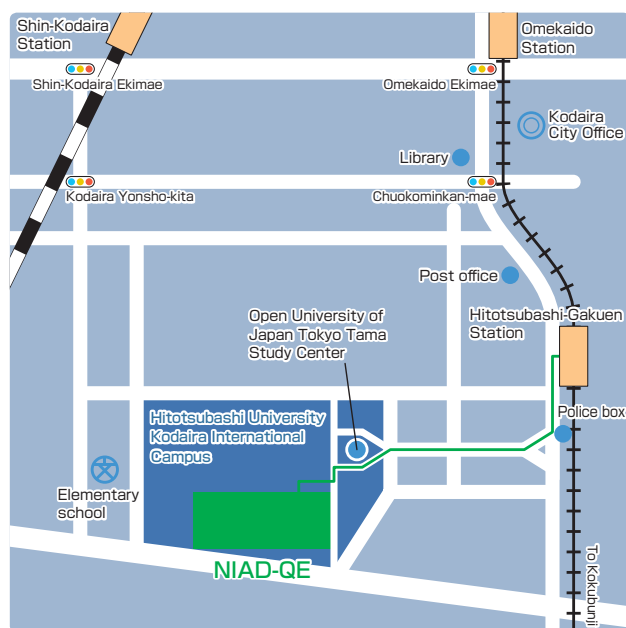 Shin-Kodaira
Station
Omekaido
Station
Shin-Kodaira Ekimae
Omekaido Ekimae
Kodaira
City Office
Library
Kodaira Yonsho-kita
Chuokominkan-mae
Post office
Hitotsubashi-Gakuen
Station
Open University of
Japan Tokyo Tama
Study Center
Police box
Hitotsubashi University
Kodaira International
Campus
Elementary
school
NIAD-QE
To Kokubunji